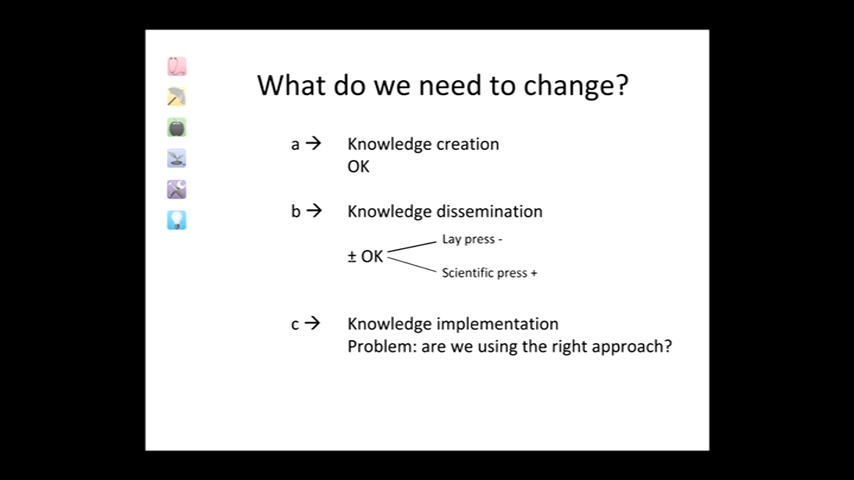 What do we need to change?
a → Knowledge creation
OK
b → Knowledge dissemination
Lay press -
± OK
Scientific press +
c → Knowledge implementation
Problem: are we using the right approach?